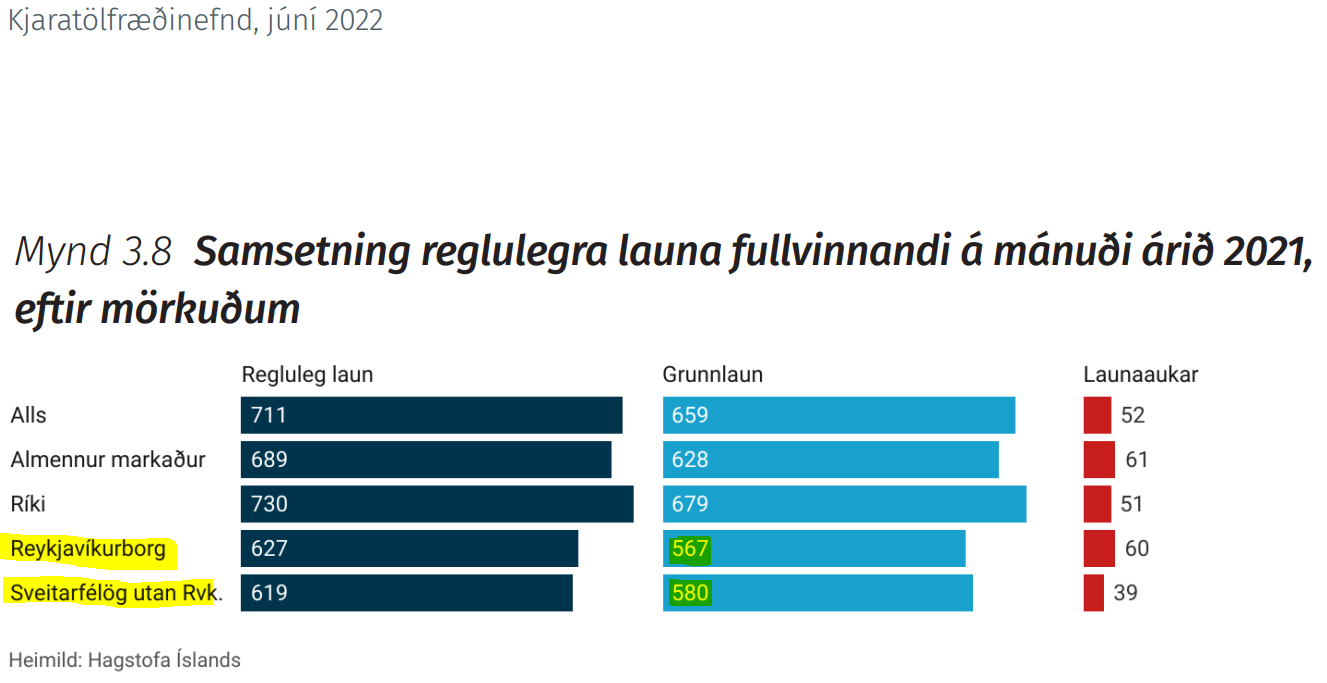 Kjaratölfræðinefnd, júní 2022
Mynd 3.8 Samsetning reglulegra launa fullvinnandi á mánuði árið 2021,
eftir mörkuðum
Regluleg laun Grunnlaun Launaaukar
Alls 711 659 52
Almennur markaður 689 628 61
Ríki 730 679 51
Reykjavíkurborg 627 567 60
Sveitarfélög utan Rvk. 619 580 39
Heimild: Hagstofa Íslands